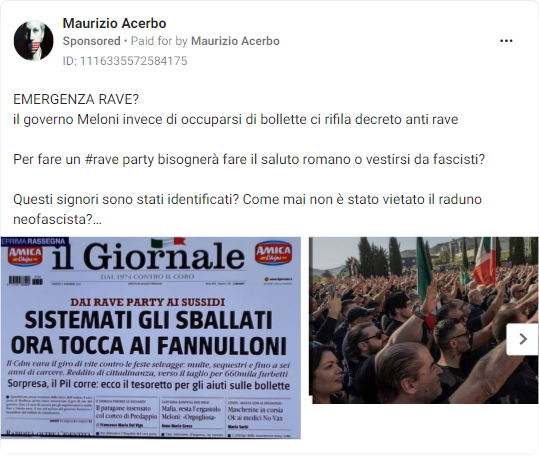 Maurizio Acerbo
Sponsored • Paid for by Maurizio Acerbo
ID: 1116335572584175
EMERGENZA RAVE?
il governo Meloni invece di occuparsi di bollette ci rifila decreto anti rave
Per fare un #rave party bisognerà fare il saluto romano o vestirsi da fascisti?
Questi signori sono stati identificati? Come mai non è stato vietato il raduno
neofascista?...
EPRIMA RASSEGNA
AMICA
Chips
il Giornale
AMICA
Chips
DAL 1974 CONTRO IL CORO
DAI RAVE PARTY AI SUSSIDI
SISTEMATI GLI SBALLATI
ORA TOCCA AI FANNULLONI
Il Cdm vara il giro di vite contro le feste selvagge: multe, sequestri e fino a sei
anni di carcere. Reddito di cittadinanza, verso il taglio per 660mila furbetti
Sorpresa, il Pil corre: ecco il tesoretto per gli aiuti sulle bollette
Il paragone insensato
col corteo di Predappio
Mafia, resta l'ergastolo
Meloni: «Orgogliosa»
Mascherine in corsia
Ok ai medici No Vax